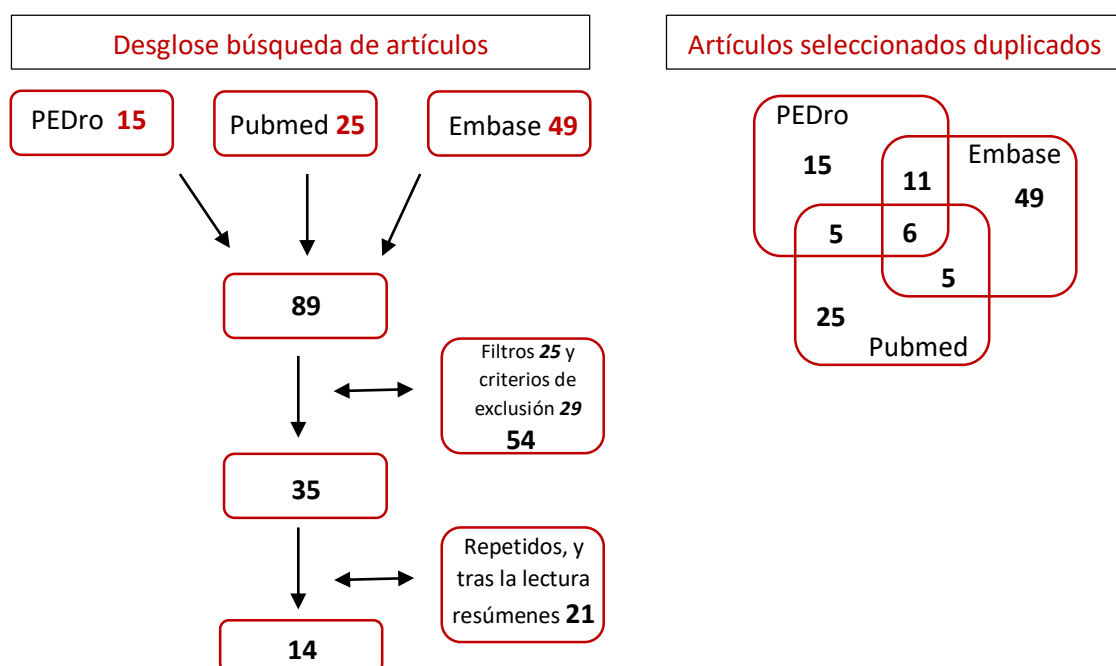 Desglose búsqueda de artículos
PEDro 15
Pubmed 25
Embase 49
89
Filtros 25 y
criterios de
exclusión 29
54
35
Repetidos, y
tras la lectura
resúmenes 21
14
Artículos seleccionados duplicados
PEDro
15
11
Embase
49
5
6
5
25
Pubmed